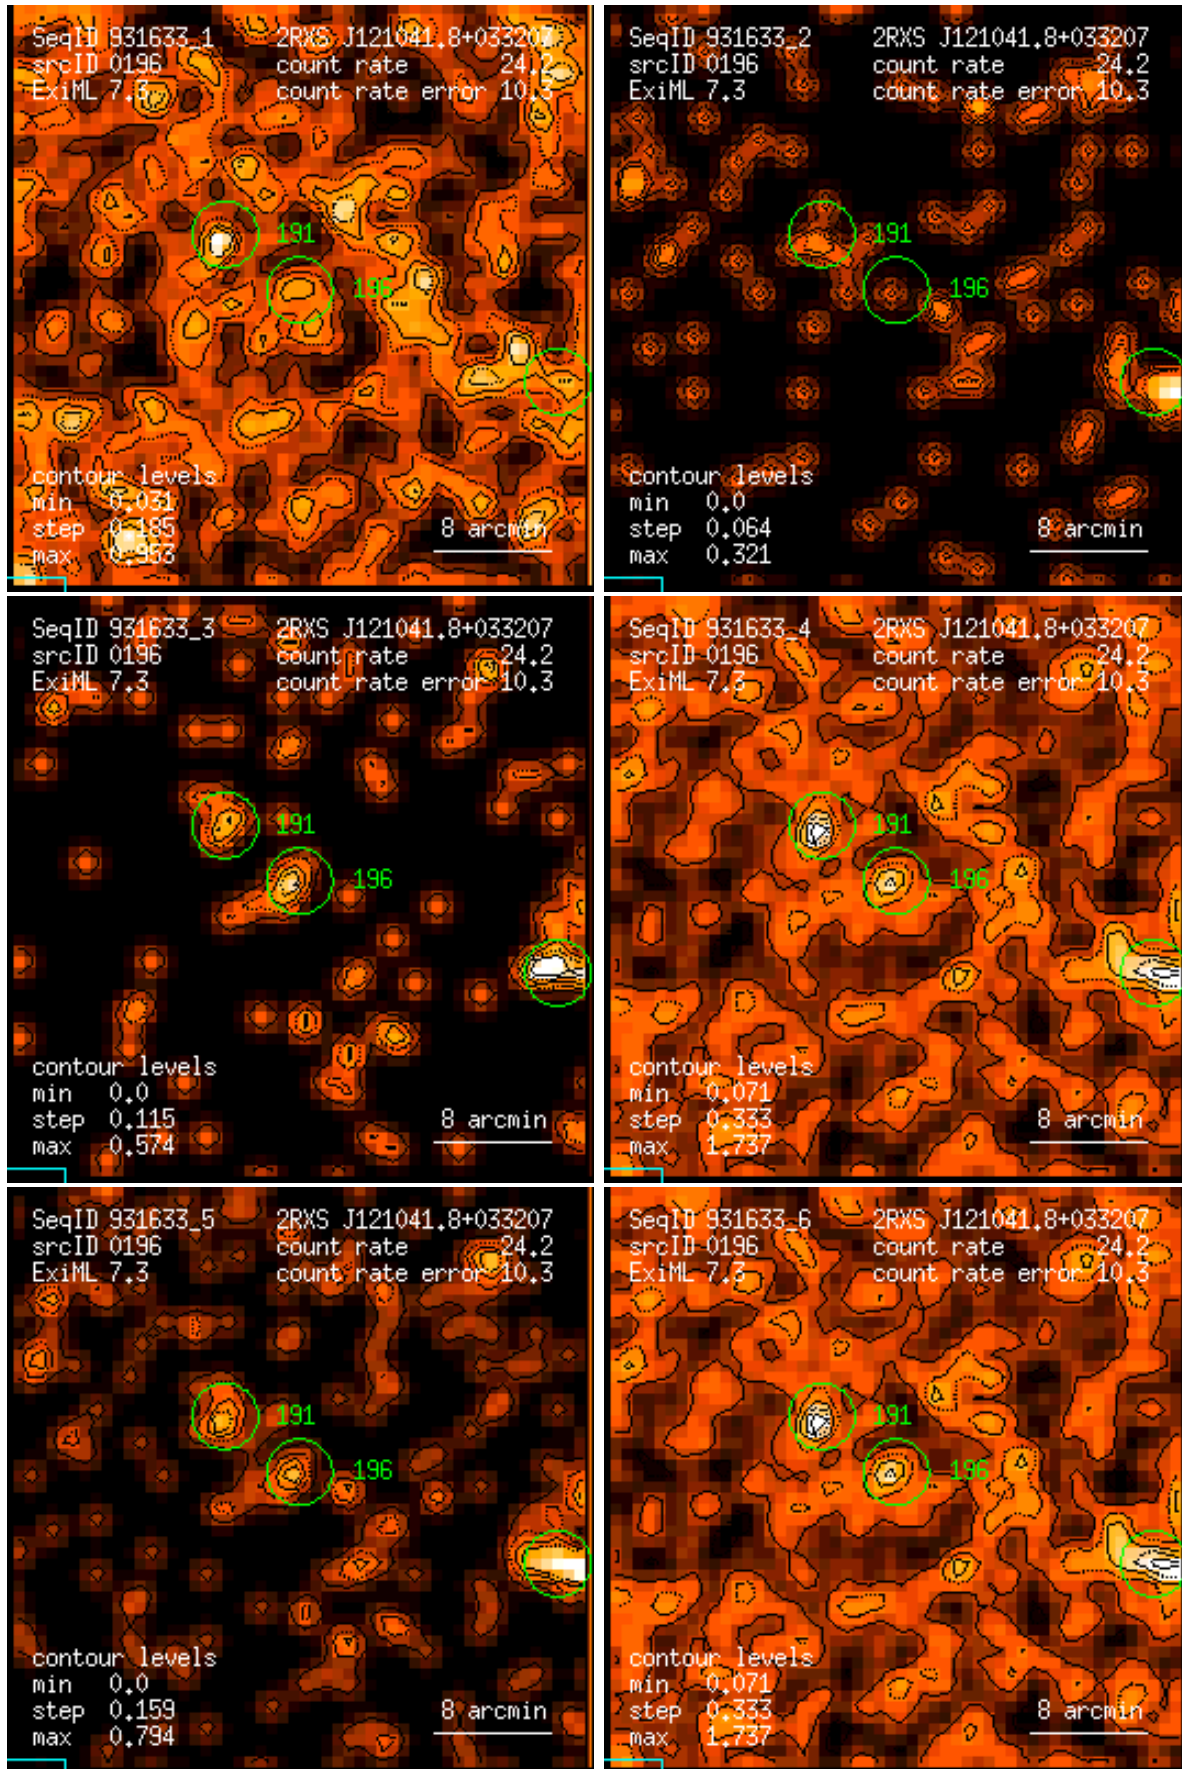 SeqID 931633_1 2RXS J121041.8+033207
srcID 0196 count rate 24.2
ExiML 7.3 count rate error 10.3
191
196
contour levels
min 0.031
step 0.185
max 0.953
8 arcmin
SeqID 931633_2 2RXS J121041.8+033207
srcID 0196 count rate 24.2
ExiML 7.3 count rate error 10.3
191
196
contour levels
min 0.0
step 0.064
max 0.321
8 arcmin
SeqID 931633_3 2RXS J121041.8+033207
srcID 0196 count rate 24.2
ExiML 7.3 count rate error 10.3
191
196
contour levels
min 0.0
step 0.115
max 0.574
8 arcmin
SeqID 931633_4 2RXS J121041.8+033207
srcID 0196 count rate 24.2
ExiML 7.3 count rate error 10.3
191
196
contour levels
min 0.071
step 0.333
max 1.737
8 arcmin
SeqID 931633_5 2RXS J121041.8+033207
srcID 0196 count rate 24.2
ExiML 7.3 count rate error 10.3
191
196
contour levels
min 0.0
step 0.159
max 0.794
8 arcmin
SeqID 931633_6 2RXS J121041.8+033207
srcID 0196 count rate 24.2
ExiML 7.3 count rate error 10.3
191
196
contour levels
min 0.071
step 0.333
max 1.737
8 arcmin